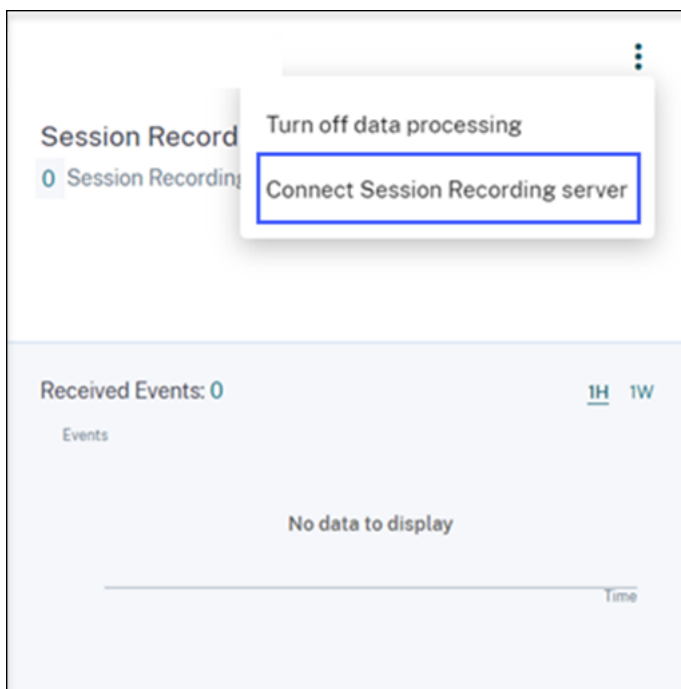 Turn off data processing
Session Record
0 Session Recording
Connect Session Recording server
Received Events: 0
1H 1W
Events
No data to display
Time